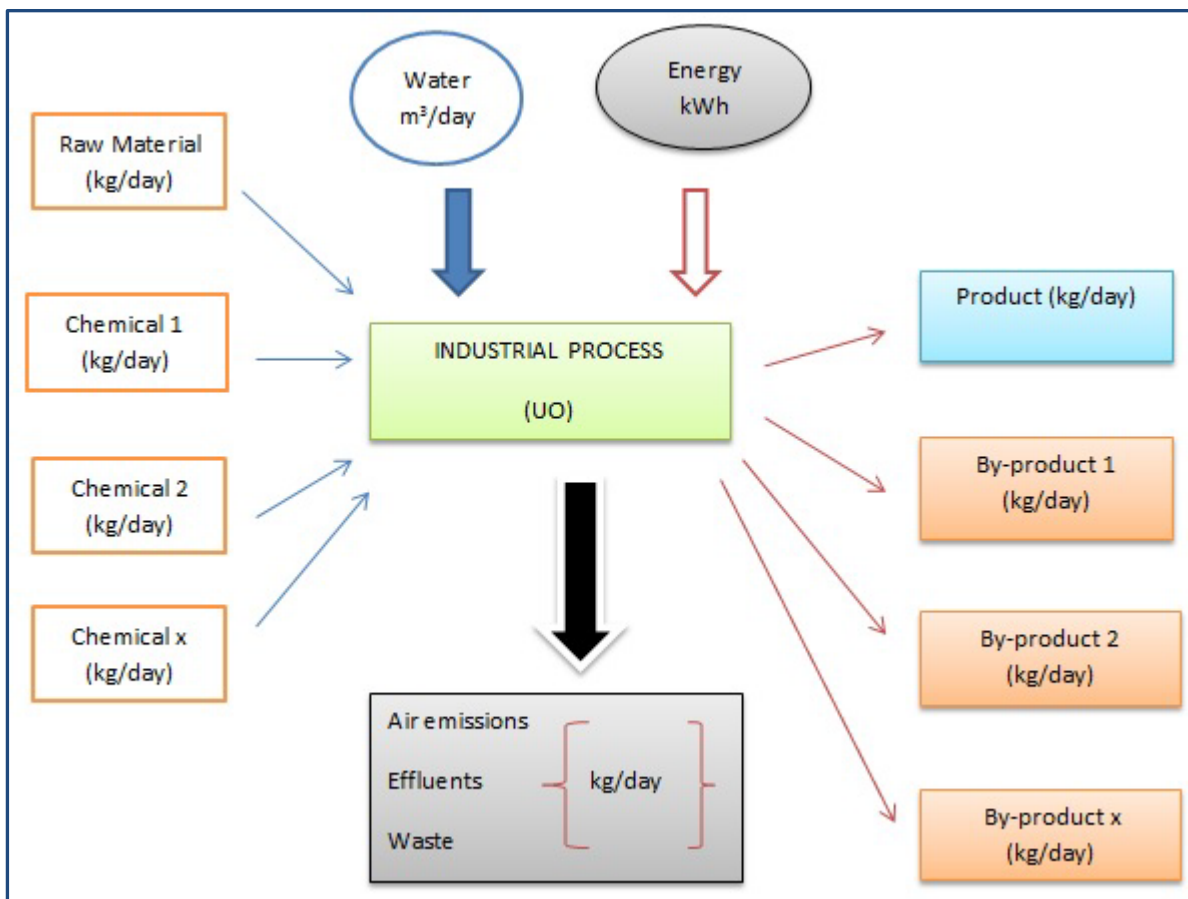 Water
m³/day
Energy
kWh
Raw Material
(kg/day)
Chemical 1
(kg/day)
Chemical 2
(kg/day)
Chemical x
(kg/day)
INDUSTRIAL PROCESS
(UO)
Product (kg/day)
By-product 1
(kg/day)
By-product 2
(kg/day)
By-product x
(kg/day)
Air emissions
Effluents
kg/day
Waste